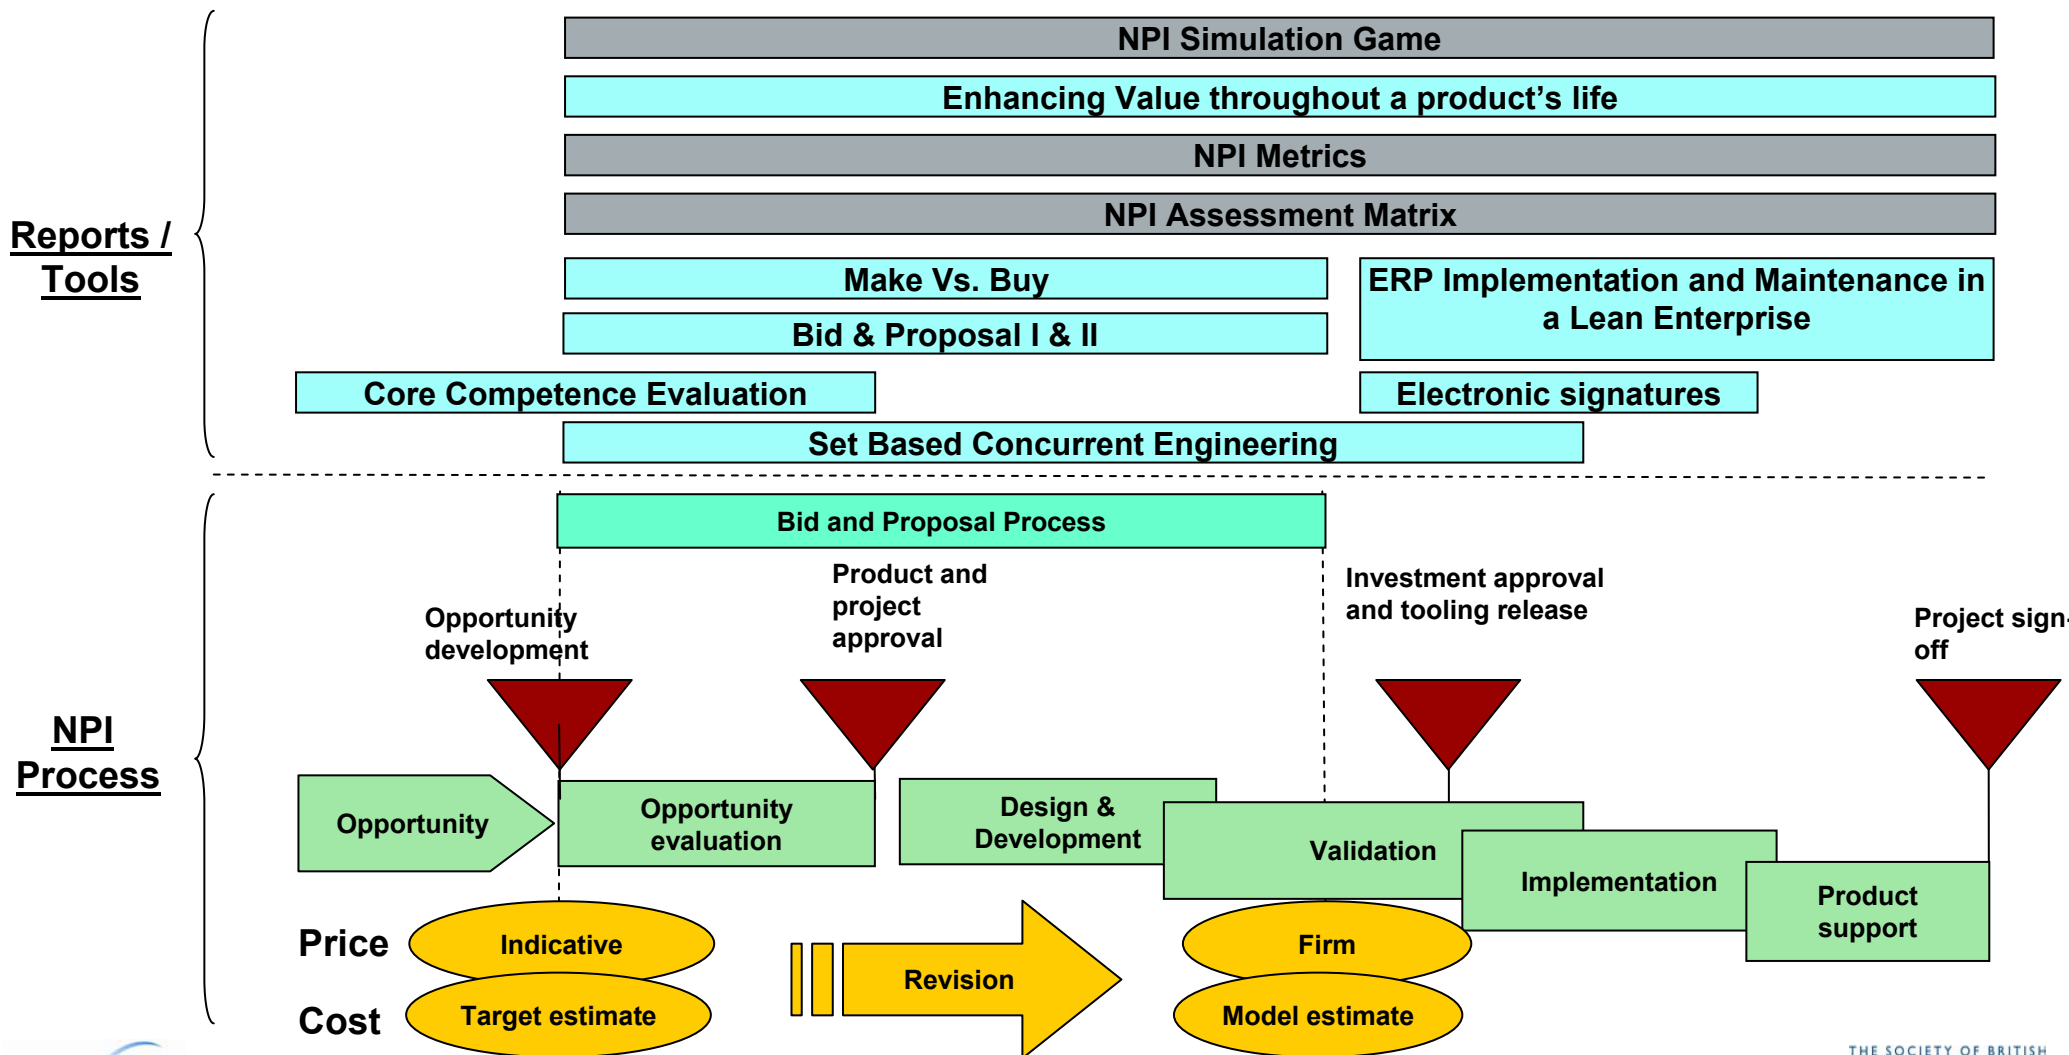 NPI Simulation Game
Enhancing Value throughout a product's life
NPI Metrics
NPI Assessment Matrix
Reports /
Tools
Make Vs. Buy
ERP Implementation and Maintenance in
a Lean Enterprise
Bid & Proposal I & II
Core Competence Evaluation
Electronic signatures
Set Based Concurrent Engineering
Bid and Proposal Process
Opportunity
development
Product and
project
approval
Investment approval
and tooling release
Project sign-
off
NPI
Process
Opportunity
Opportunity
evaluation
Design &
Development
Validation
Implementation
Product
support
Price
Indicative
Revision
Firm
Cost
Target estimate
Model estimate
THE SOCIETY OF BRITISH